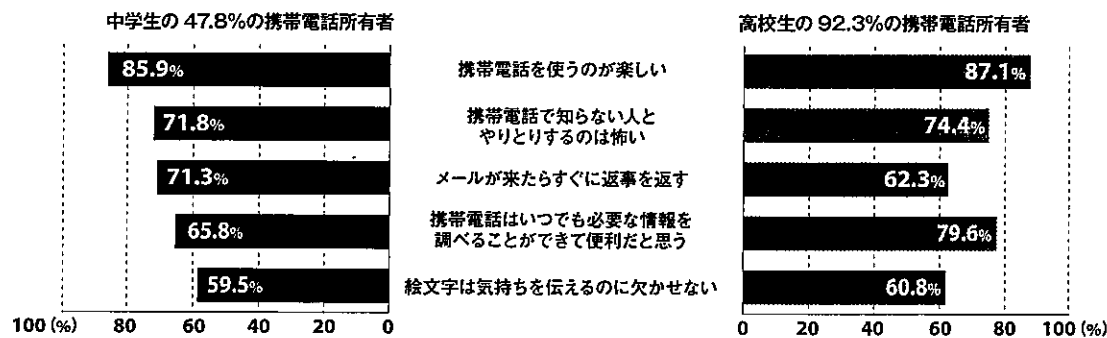 中学生の 47.8%の携帯電話所有者
高校生の 92.3%の携帯電話所有者
85.9%
携帯電話を使うのが楽しい
87.1%
71.8%
携帯電話で知らない人と
やりとりするのは怖い
74.4%
71.3%
メールが来たらすぐに返事を返す
62.3%
65.8%
携帯電話はいつでも必要な情報を
調べることができて便利だと思う
79.6%
59.5%
絵文字は気持ちを伝えるのに欠かせない
60.8%
100 (%) 80 60 40 20 0
0 20 40 60 80 100 (%)